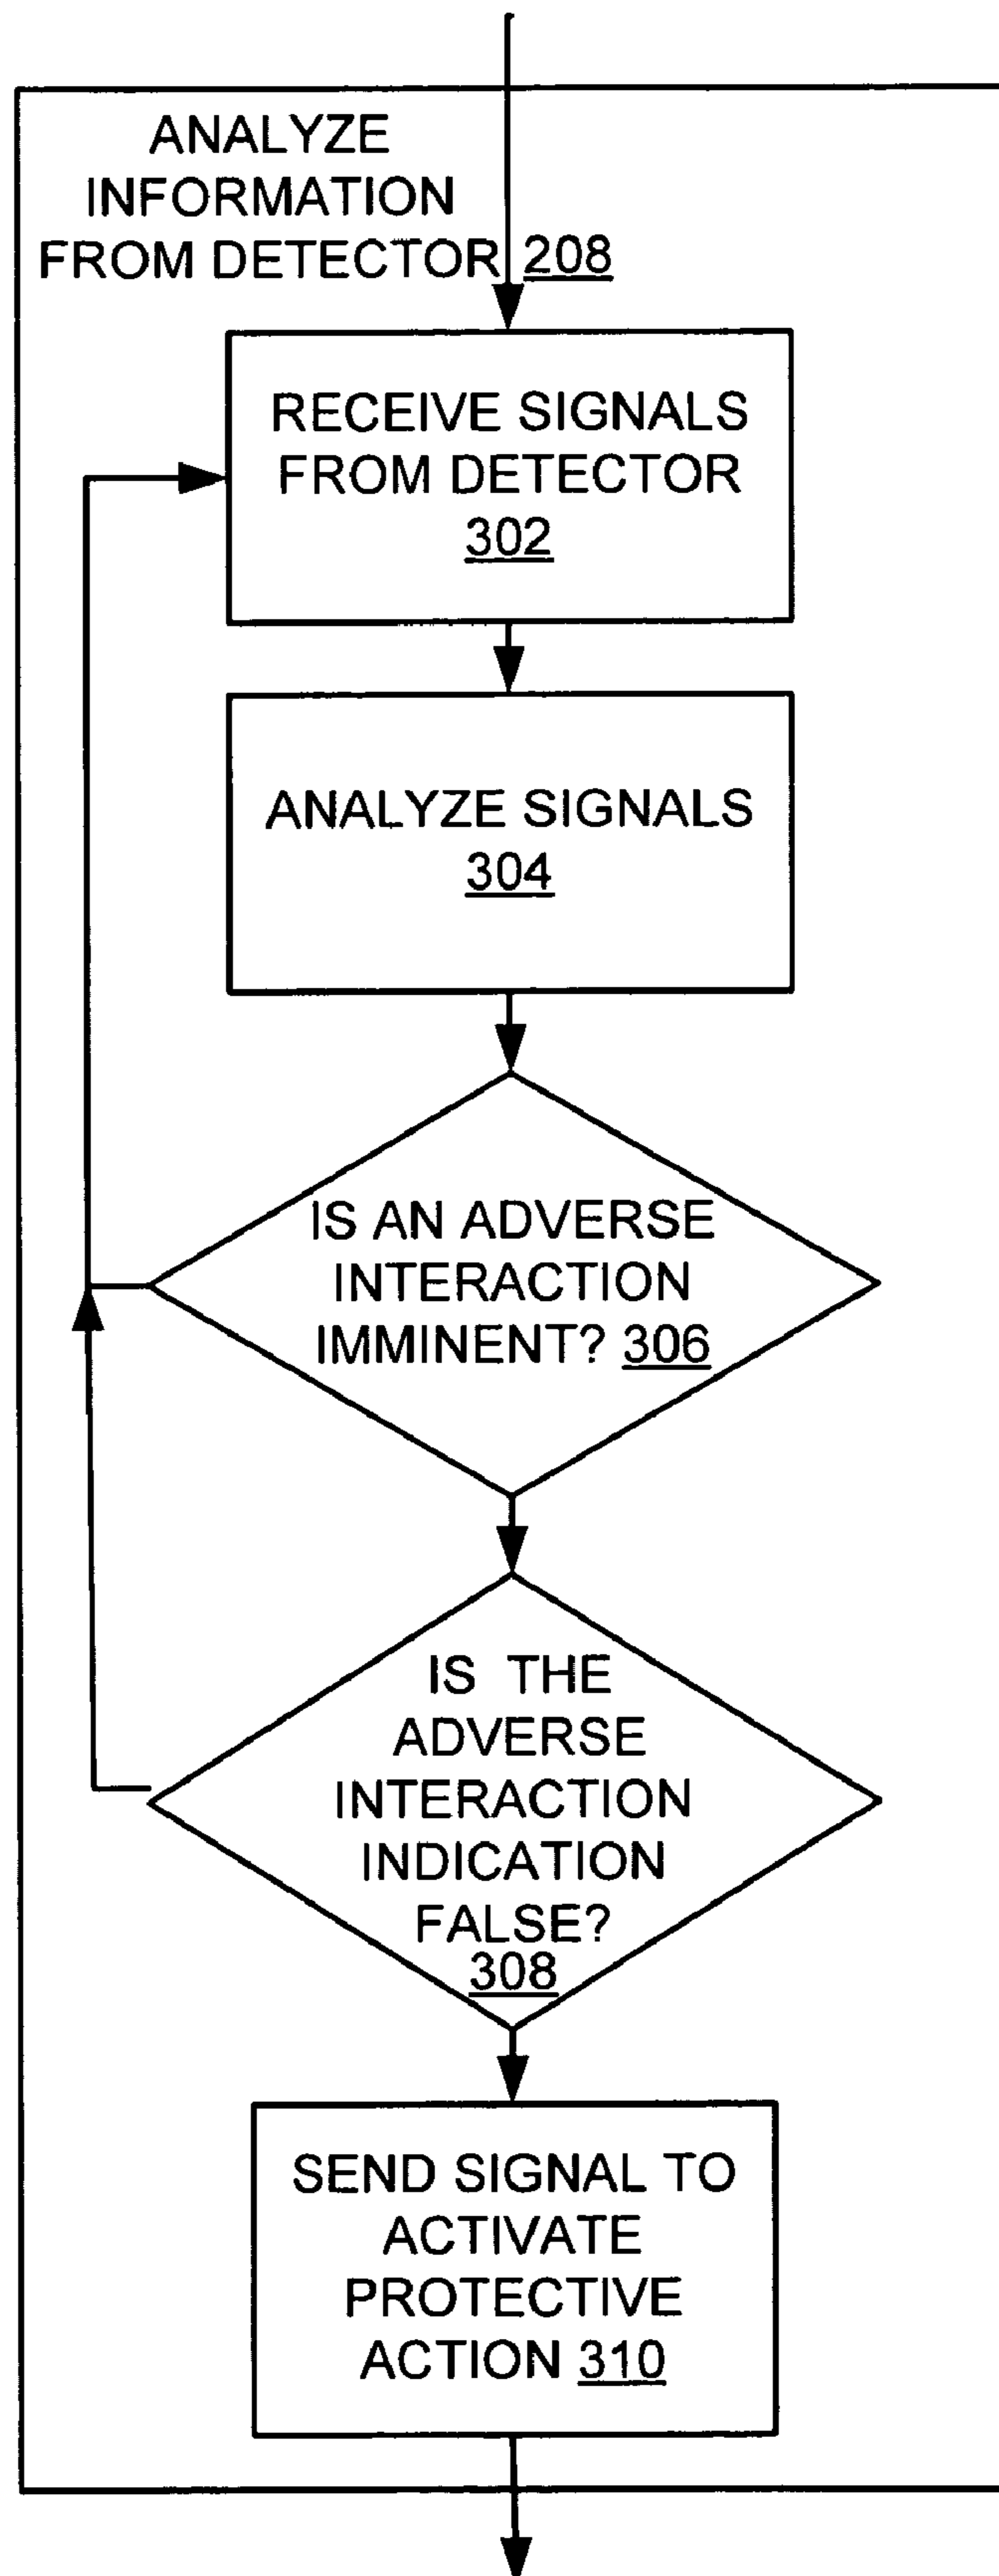 ANALYZE
INFORMATION
FROM DETECTOR 208
RECEIVE SIGNALS
FROM DETECTOR
302
ANALYZE SIGNALS
304
IS AN ADVERSE
INTERACTION
IMMINENT? 306
IS THE
ADVERSE
INTERACTION
INDICATION
FALSE?
308
SEND SIGNAL TO
ACTIVATE
PROTECTIVE
ACTION 310